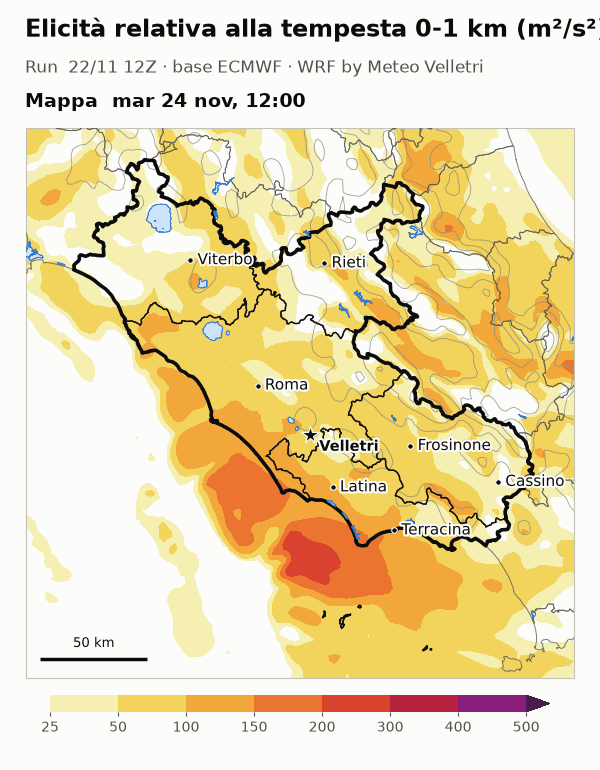 Elicità relativa alla tempesta 0-1 km (m²/s²)
Run 22/11 12Z · base ECMWF · WRF by Meteo Velletri
Mappa mar 24 nov, 12:00
Viterbo
Rieti
Roma
Velletri
Frosinone
Latina
Cassino
Terracina
50 km
25 50 100 150 200 300 400 500